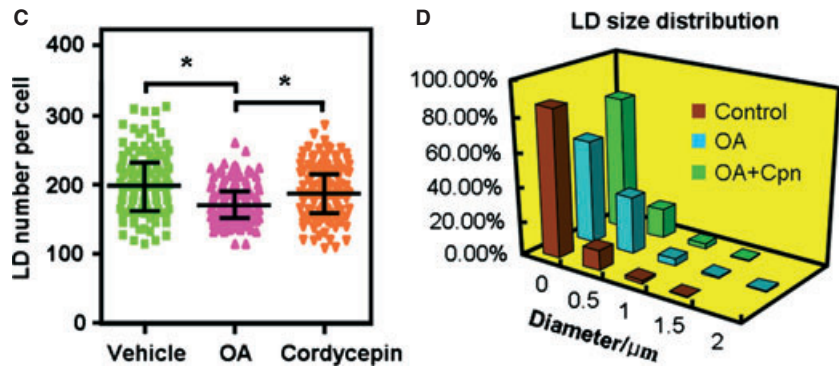 C
LD number per cell
400
300
200
100
0
*
*
Vehicle OA Cordycepin
D
LD size distribution
100.00%
80.00%
60.00%
40.00%
20.00%
0.00%
Control
OA
OA+Cpn
0
0.5
1
1.5
2
Diameter/μm